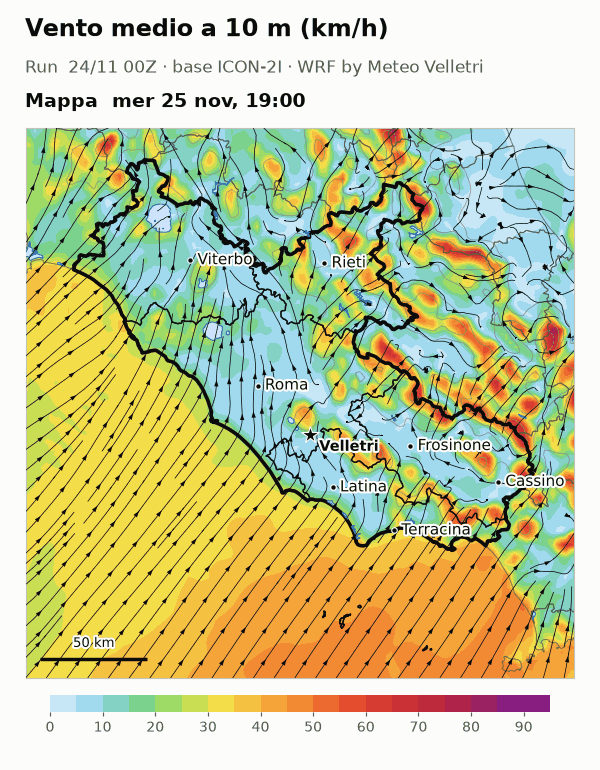 Vento medio a 10 m (km/h)
Run  24/11 00Z · base ICON-2I · WRF by Meteo Velletri
Mappa  mer 25 nov, 19:00
Viterbo
Rieti
Roma
Velletri
Frosinone
Latina
Cassino
Terracina
50 km
0 10 20 30 40 50 60 70 80 90